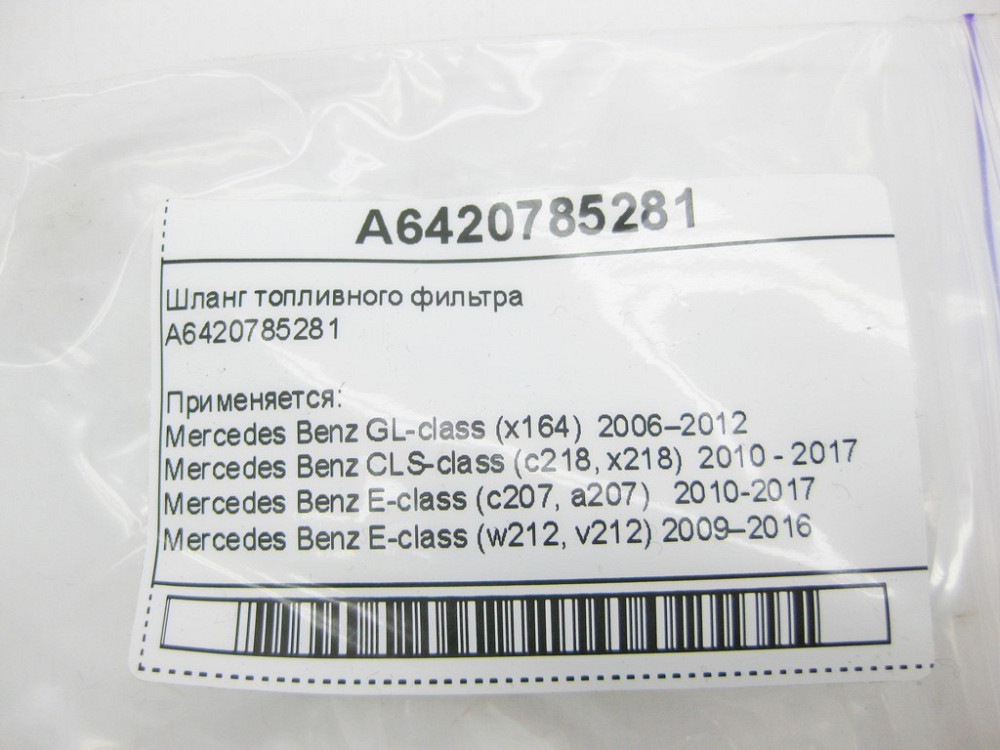 A6420785281
Шланг топливного фильтра
A6420785281
Применяется:
Mercedes Benz GL-class (x164) 2006–2012
Mercedes Benz CLS-class (c218, x218) 2010 - 2017
Mercedes Benz E-class (c207, a207) 2010-2017
Mercedes Benz E-class (w212, v212) 2009–2016